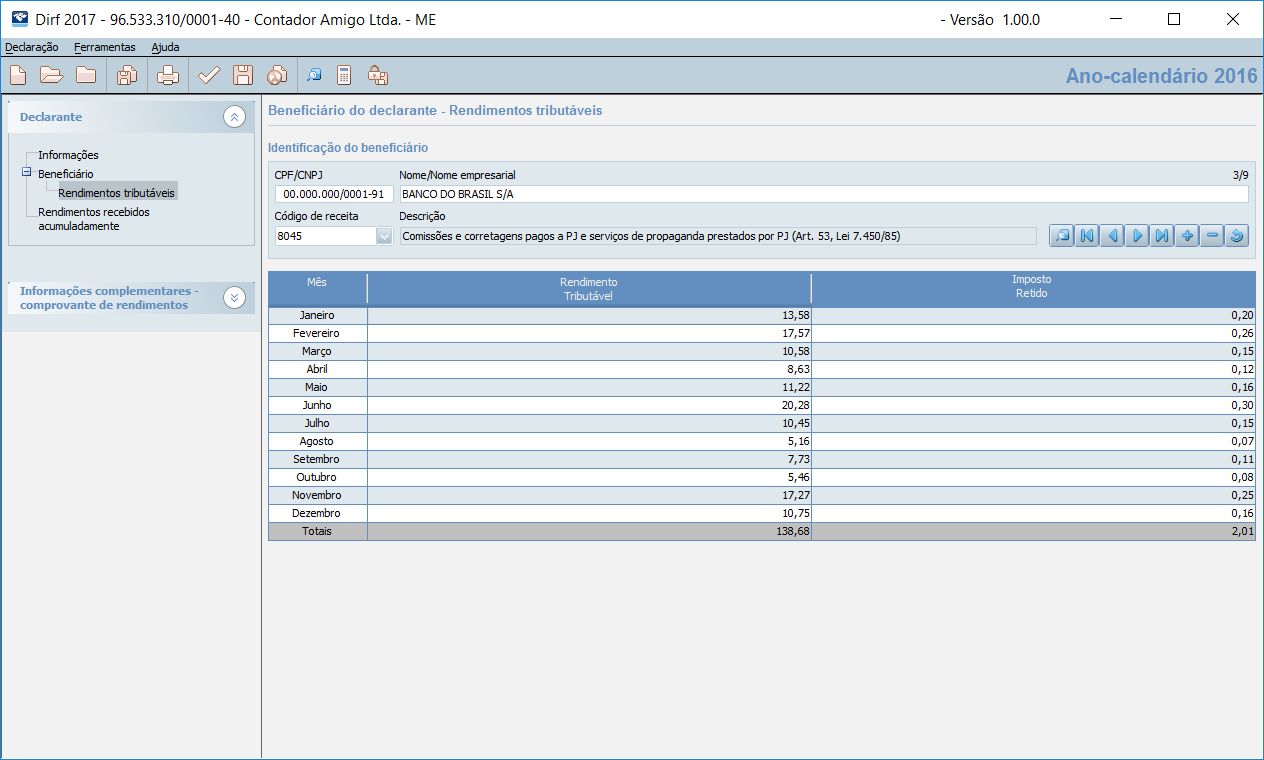 Dirf 2017 - 96.533.310/0001-40 - Contador Amigo Ltda. - ME - Versão 1.00.0
Declaração Ferramentas Ajuda
Ano-calendário 2016
Declarante
Informações
Beneficiário
Rendimentos tributáveis
Rendimentos recebidos
acumuladamente
Informações complementares -
comprovante de rendimentos
Beneficiário do declarante - Rendimentos tributáveis
Identificação do beneficiário
CPF/CNPJ Nome/Nome empresarial 3/9
00.000.000/0001-91 BANCO DO BRASIL S/A
Código de receita Descrição
8045 Comissões e corretagens pagos a PJ e serviços de propaganda prestados por PJ (Art. 53, Lei 7.450/85)
Mês Rendimento Tributável Imposto Retido
Janeiro 13,58 0,20
Fevereiro 17,57 0,26
Março 10,58 0,15
Abril 8,63 0,12
Maio 11,22 0,16
Junho 20,28 0,30
Julho 10,45 0,15
Agosto 5,16 0,07
Setembro 7,73 0,11
Outubro 5,46 0,08
Novembro 17,27 0,25
Dezembro 10,75 0,16
Totais 138,68 2,01